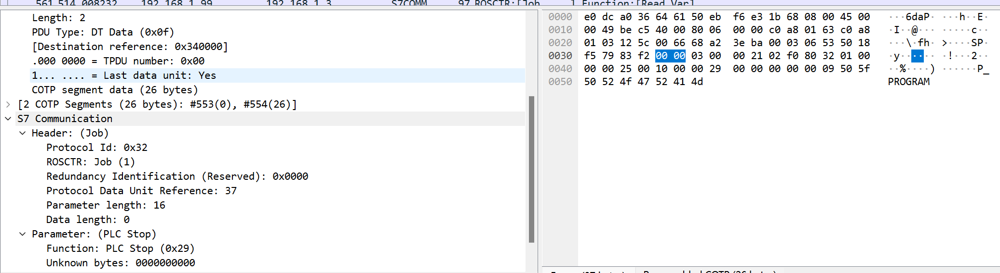 561 514.008232 192.168.1.99 192.168.1.3 S7COMM 97 ROSCTR:[Job ] Function:[Read Var]
Length: 2
PDU Type: DT Data (0x0f)
[Destination reference: 0x340000]
.000 0000 = TPDU number: 0x00
1... .... = Last data unit: Yes
COTP segment data (26 bytes)
[2 COTP Segments (26 bytes): #553(0), #554(26)]
S7 Communication
Header: (Job)
Protocol Id: 0x32
ROSCTR: Job (1)
Redundancy Identification (Reserved): 0x0000
Protocol Data Unit Reference: 37
Parameter length: 16
Data length: 0
Parameter: (PLC Stop)
Function: PLC Stop (0x29)
Unknown bytes: 0000000000
0000 e0 dc a0 36 64 61 50 eb f6 e3 1b 68 08 00 45 00 ···6daP· ···h··E·
0010 00 49 be c5 40 00 80 06 00 00 c0 a8 01 63 c0 a8 ·I··@··· ·····c··
0020 01 03 12 5c 00 66 68 a2 3e ba 00 03 06 53 50 18 ···\·fh· >····SP·
0030 f5 79 83 f2 00 00 03 00 00 21 02 f0 80 32 01 00 ·y······ ·!···2··
0040 00 00 25 00 10 00 00 29 00 00 00 00 00 09 50 5f ··%····) ······P_
0050 50 52 4f 47 52 41 4d PROGRAM